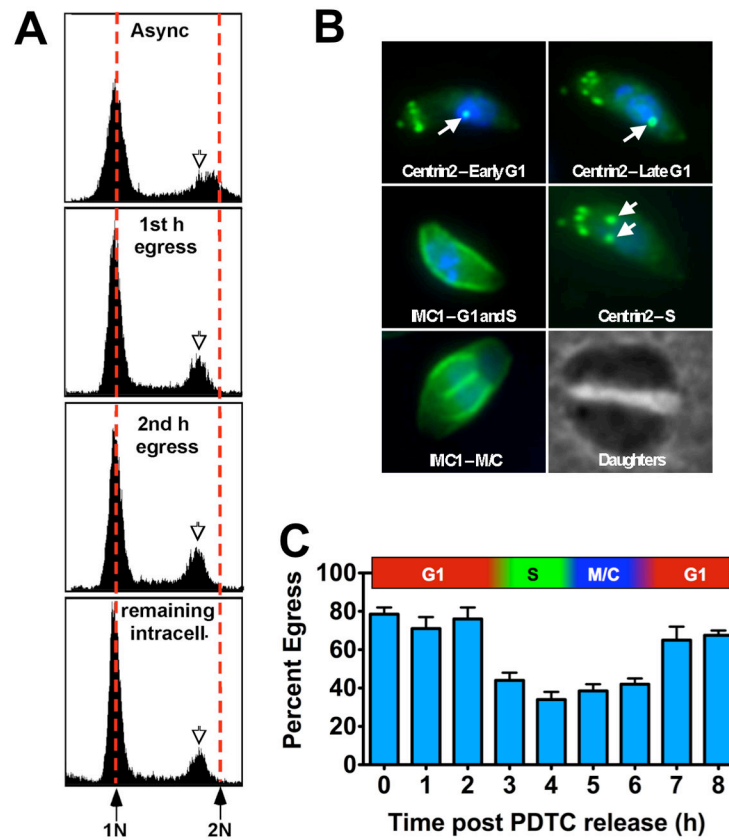 A
Async
1st h
egress
2nd h
egress
remaining
intracell.
1N
2N
B
Centrin2–Early G1
Centrin2–Late G1
IMC1–G1 and S
Centrin2–S
IMC1–M/C
Daughters
C
G1
S
M/C
G1
100
80
60
40
20
0
Percent Egress
0 1 2 3 4 5 6 7 8
Time post PDTC release (h)